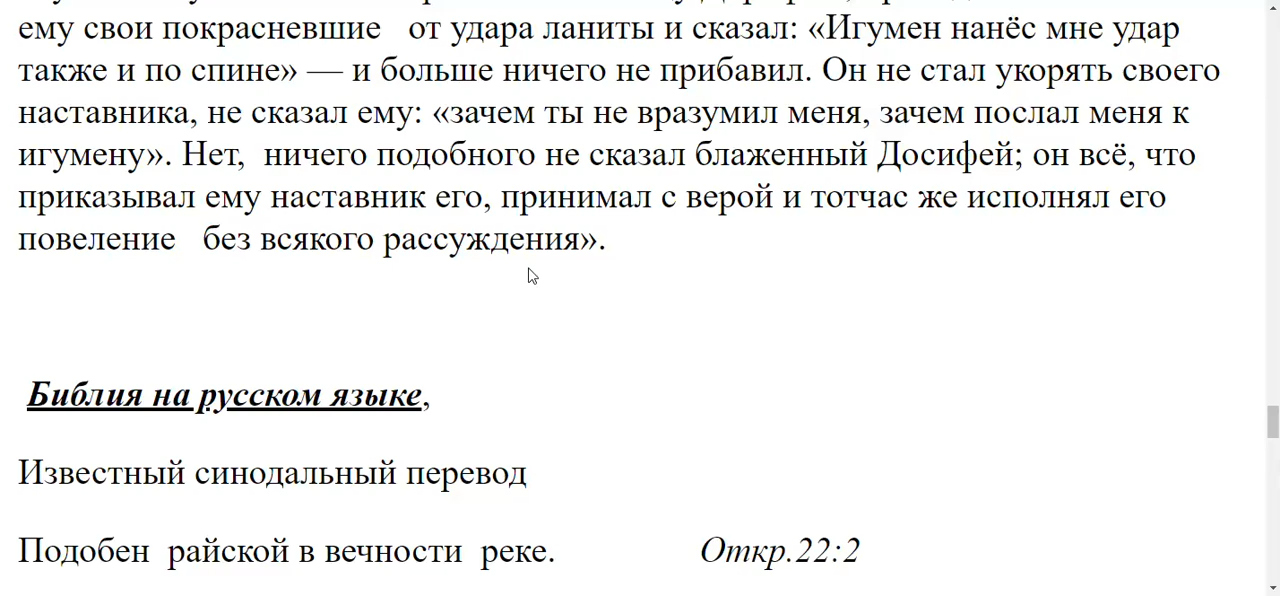 ему свои покрасневшие от удара ланиты и сказал: «Игумен нанёс мне удар
также и по спине» — и больше ничего не прибавил. Он не стал укорять своего
наставника, не сказал ему: «зачем ты не вразумил меня, зачем послал меня к
игумену». Нет, ничего подобного не сказал блаженный Досифей; он всё, что
приказывал ему наставник его, принимал с верой и тотчас же исполнял его
повеление без всякого рассуждения».
Библия на русском языке,
Известный синодальный перевод
Подобен райской в вечности реке. Откр.22:2